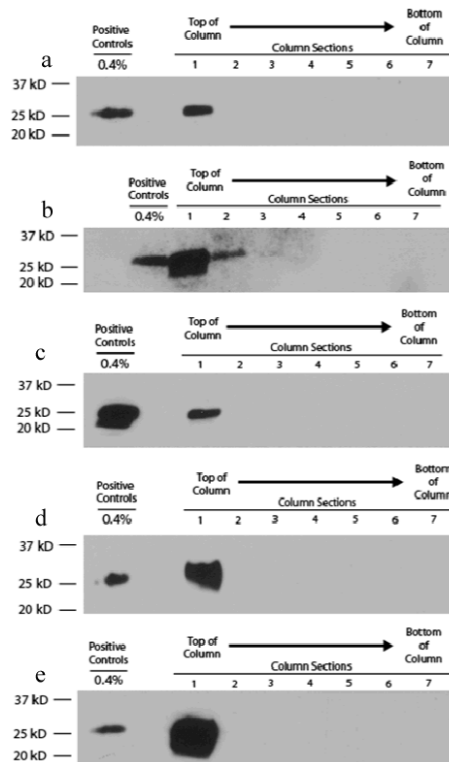 a
Positive Controls
0.4%
Top of Column
Bottom of Column
Column Sections
1 2 3 4 5 6 7
37 kD
25 kD
20 kD
b
Positive Controls
0.4%
Top of Column
Bottom of Column
Column Sections
1 2 3 4 5 6 7
37 kD
25 kD
20 kD
c
Positive Controls
0.4%
Top of Column
Bottom of Column
Column Sections
1 2 3 4 5 6 7
37 kD
25 kD
20 kD
d
Positive Controls
0.4%
Top of Column
Bottom of Column
Column Sections
1 2 3 4 5 6 7
37 kD
25 kD
20 kD
e
Positive Controls
0.4%
Top of Column
Bottom of Column
Column Sections
1 2 3 4 5 6 7
37 kD
25 kD
20 kD